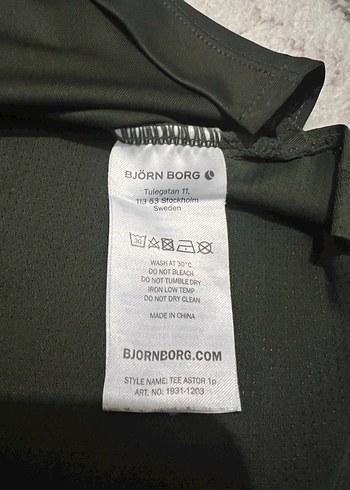 BJÖRN BORG
Tulegatan 11,
113 53 Stockholm
Sweden
30
WASH AT 30°C
DO NOT BLEACH
DO NOT TUMBLE DRY
IRON LOW TEMP
DO NOT DRY CLEAN
MADE IN CHINA
BJORNBORG.COM
STYLE NAME: TEE ASTOR 1p
ART. NO: 1931-1203